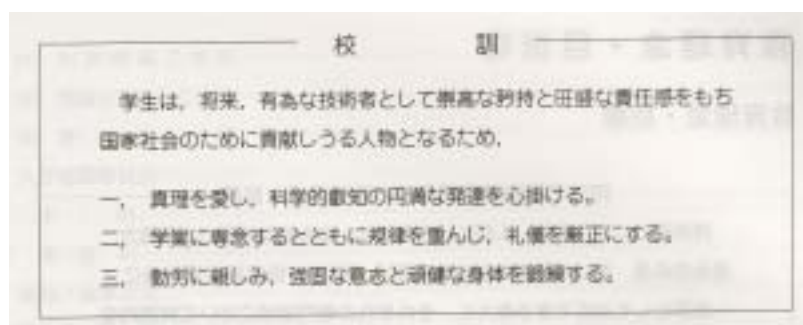 校 訓
学生は，将来，有為な技術者として崇高な矜持と旺盛な責任感をもち
国家社会のために貢献しうる人物となるため，
一， 真理を愛し，科学的叡知の円満な発達を心掛ける。
二， 学業に専念するとともに規律を重んじ，礼儀を厳正にする。
三， 勤労に親しみ，強固な意志と頑健な身体を鍛練する。